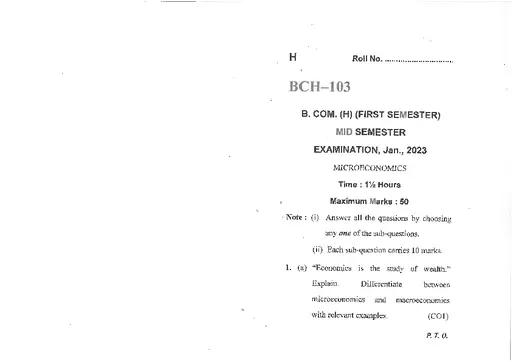 H Roll No. ..............................
BCH–103
B. COM. (H) (FIRST SEMESTER)
MID SEMESTER
EXAMINATION, Jan., 2023
MICROECONOMICS
Time : 1½ Hours
Maximum Marks : 50
Note : (i) Answer all the questions by choosing
any one of the sub-questions.
(ii) Each sub-question carries 10 marks.
1. (a) “Economics is the study of wealth.”
Explain. Differentiate between
microeconomics and macroeconomics
with relevant examples. (CO1)
P. T. O.